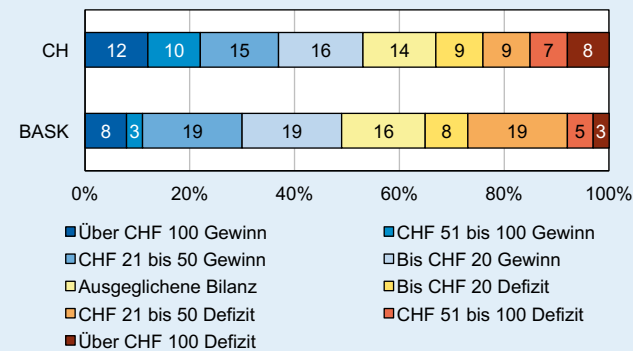 CH 12 10 15 16 14 9 9 7 8
BASK 8 3 19 19 16 8 19 5 3
0% 20% 40% 60% 80% 100%
Über CHF 100 Gewinn CHF 51 bis 100 Gewinn
CHF 21 bis 50 Gewinn Bis CHF 20 Gewinn
Ausgeglichene Bilanz Bis CHF 20 Defizit
CHF 21 bis 50 Defizit CHF 51 bis 100 Defizit
Über CHF 100 Defizit